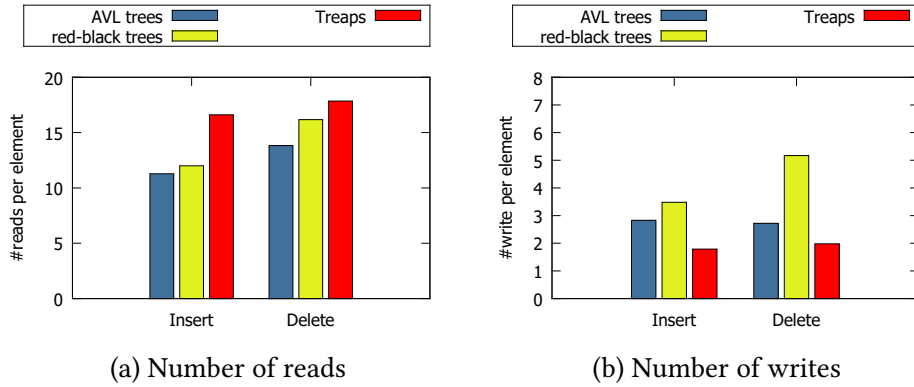 AVL trees
red-black trees
Treaps
#reads per element
20
15
10
5
0
Insert Delete
(a) Number of reads
AVL trees
red-black trees
Treaps
#write per element
8
7
6
5
4
3
2
1
0
Insert Delete
(b) Number of writes